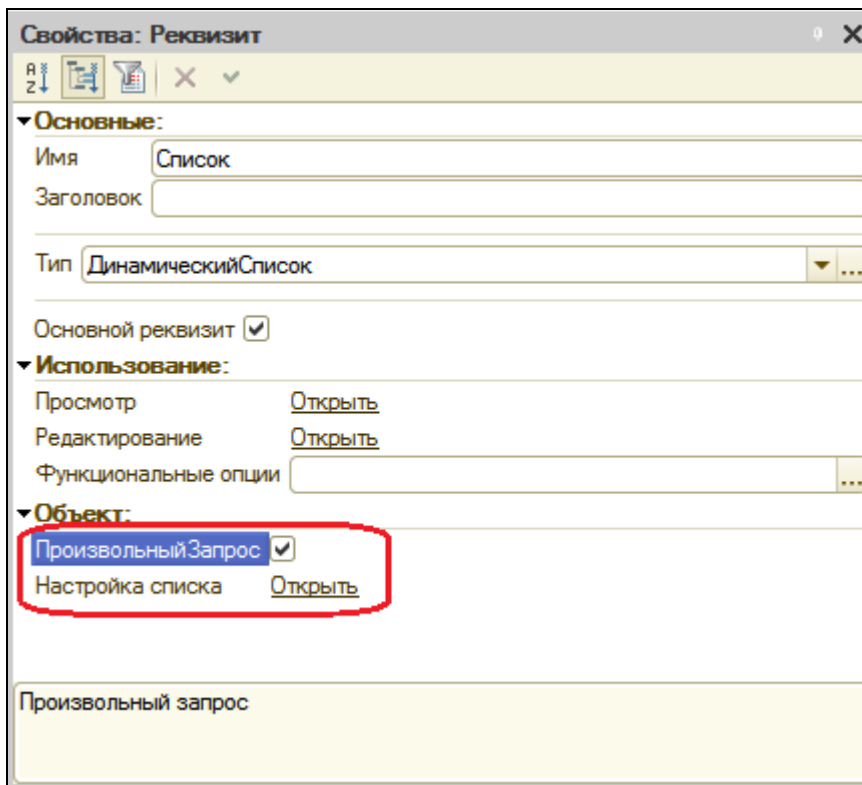 Свойства: Реквизит
Основные:
Имя Список
Заголовок
Тип ДинамическийСписок ...
Основной реквизит
Использование:
Просмотр Открыть
Редактирование Открыть
Функциональные опции ...
Объект:
ПроизвольныйЗапрос
Настройка списка Открыть
Произвольный запрос